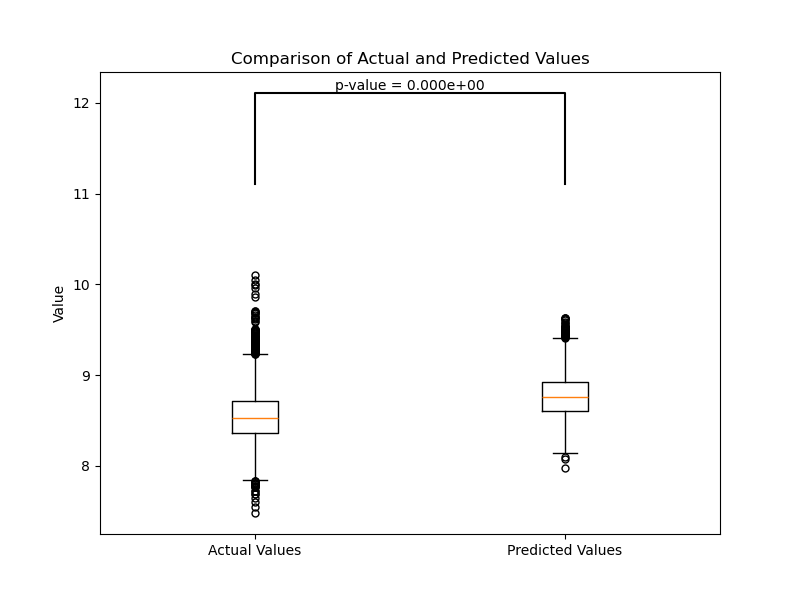 Comparison of Actual and Predicted Values
p-value = 0.000e+00
12
11
10
9
8
Value
Actual Values
Predicted Values